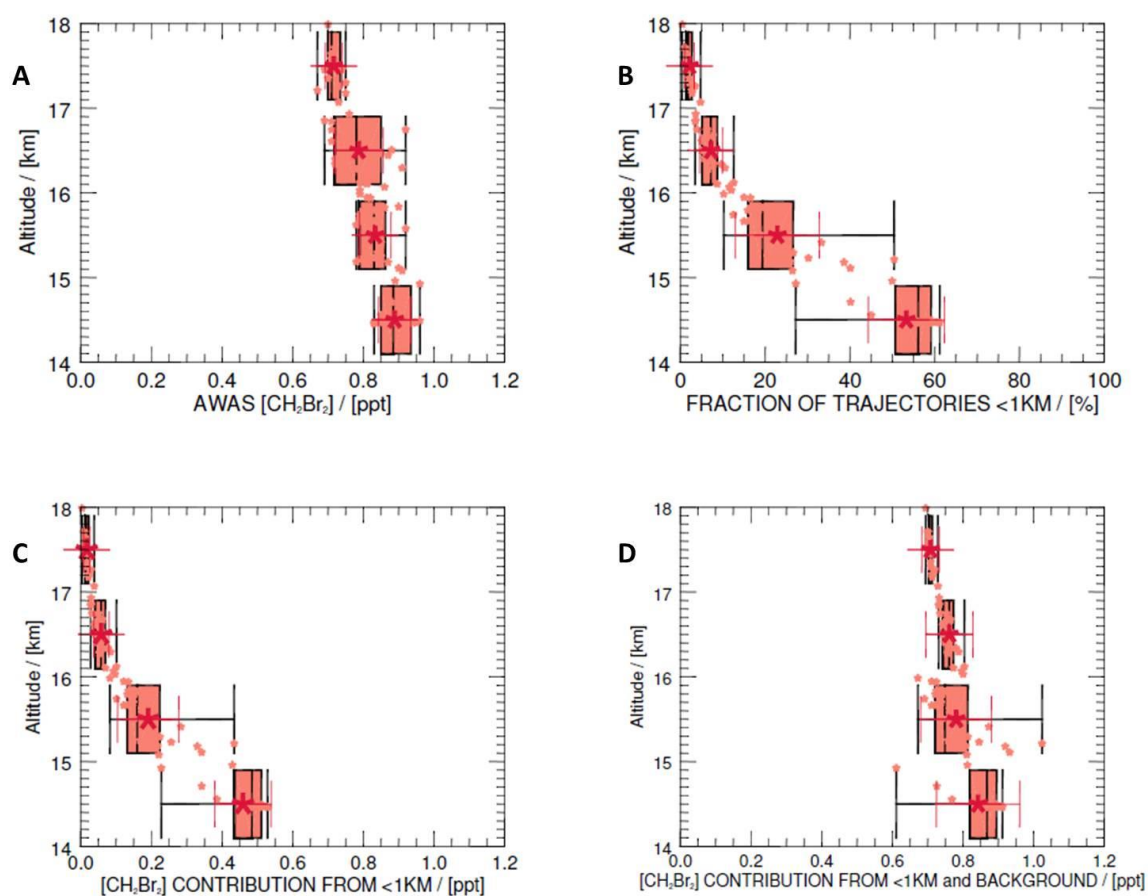 A
18
17
16
15
14
Altitude / [km]
0.0 0.2 0.4 0.6 0.8 1.0 1.2
AWAS [CH₂Br₂] / [ppt]
B
18
17
16
15
14
Altitude / [km]
0 20 40 60 80 100
FRACTION OF TRAJECTORIES <1KM / [%]
C
18
17
16
15
14
Altitude / [km]
0.0 0.2 0.4 0.6 0.8 1.0 1.2
[CH₂Br₂] CONTRIBUTION FROM <1KM / [ppt]
D
18
17
16
15
14
Altitude / [km]
0.0 0.2 0.4 0.6 0.8 1.0 1.2
[CH₂Br₂] CONTRIBUTION FROM <1KM and BACKGROUND / [ppt]